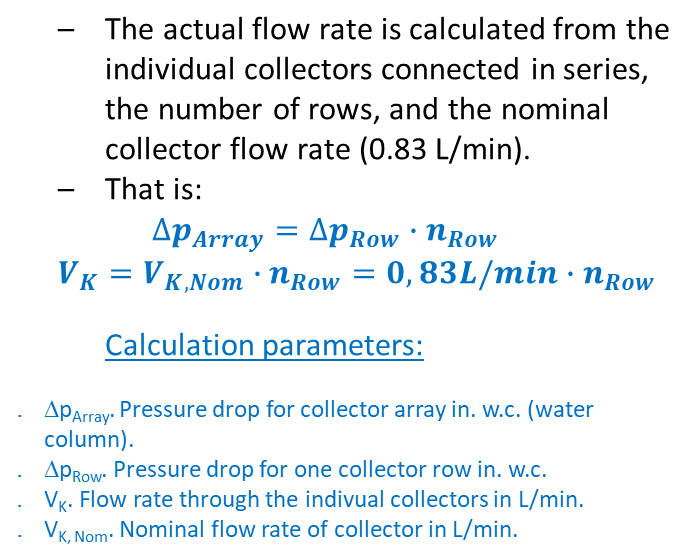 – The actual flow rate is calculated from the
individual collectors connected in series,
the number of rows, and the nominal
collector flow rate (0.83 L/min).
– That is:
Δp_Array = Δp_Row · n_Row
V_K = V_K,Nom · n_Row = 0,83L/min · n_Row
Calculation parameters:
. Δp_Array. Pressure drop for collector array in. w.c. (water
column).
. Δp_Row. Pressure drop for one collector row in. w.c.
. V_K. Flow rate through the indivual collectors in L/min.
. V_K, Nom. Nominal flow rate of collector in L/min.